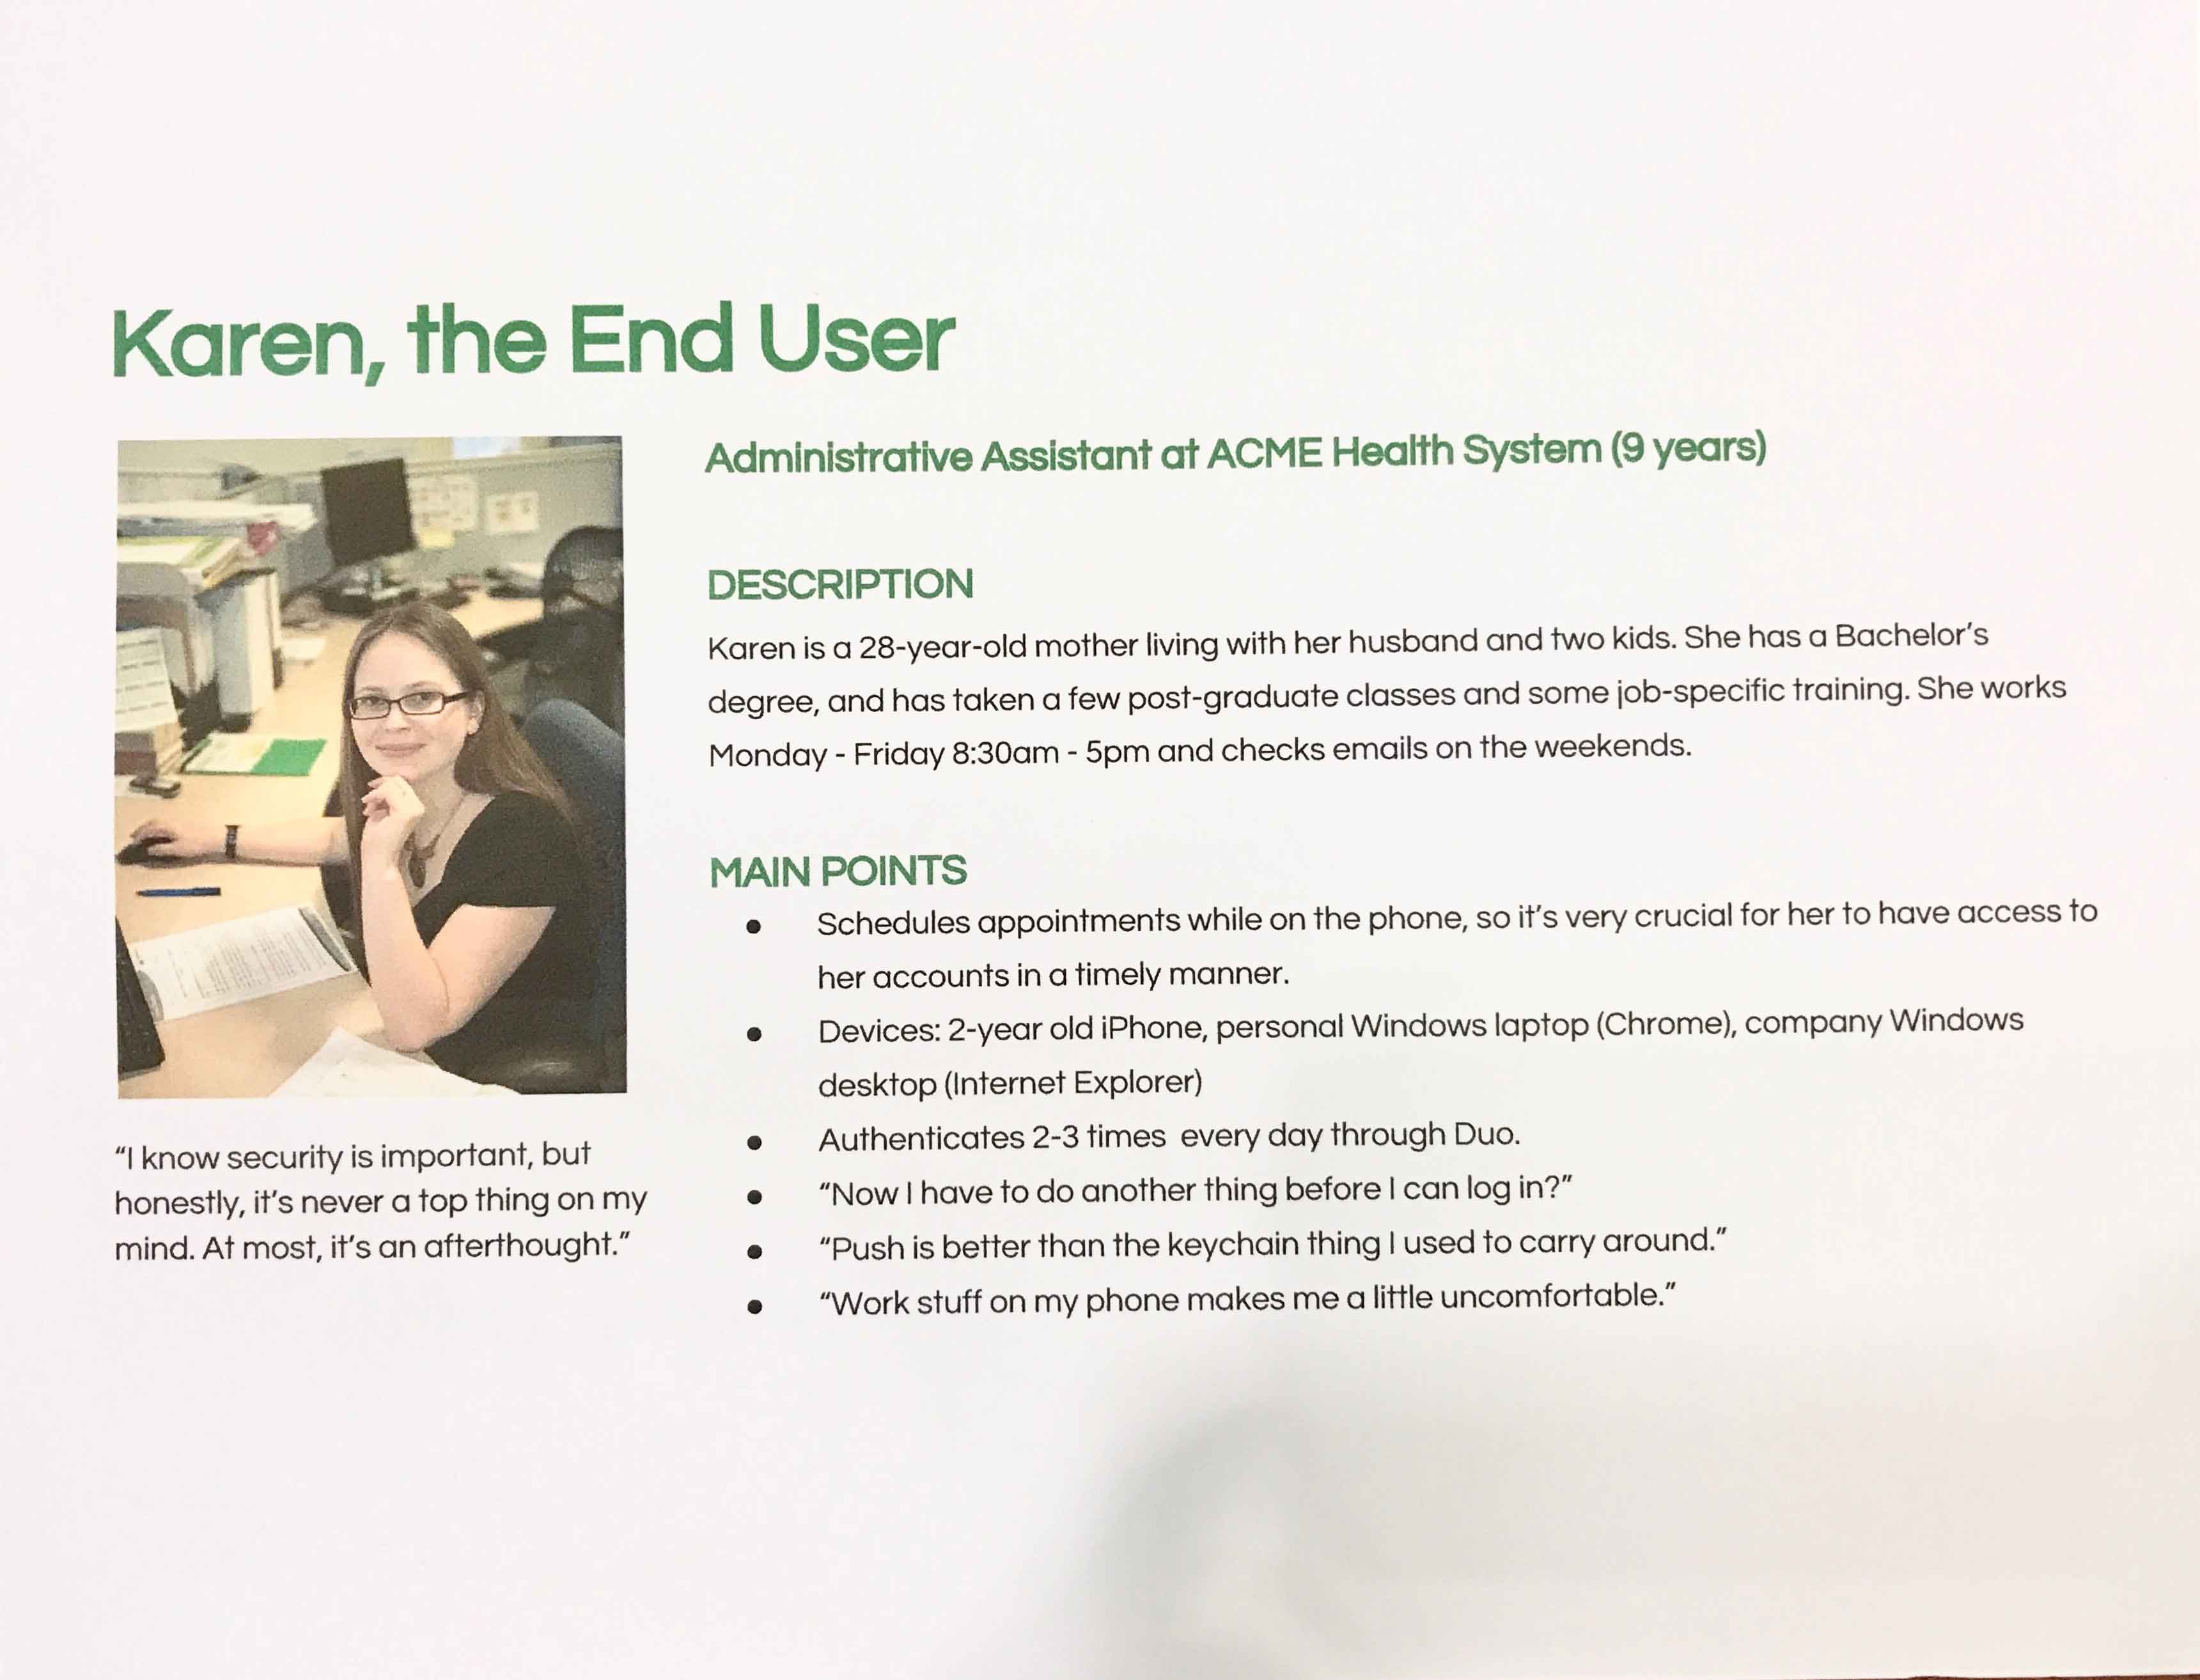 Karen, the End User
Administrative Assistant at ACME Health System (9 years)
DESCRIPTION
Karen is a 28-year-old mother living with her husband and two kids. She has a Bachelor's
degree, and has taken a few post-graduate classes and some job-specific training. She works
Monday - Friday 8:30am - 5pm and checks emails on the weekends.
MAIN POINTS
● Schedules appointments while on the phone, so it's very crucial for her to have access to
her accounts in a timely manner.
● Devices: 2-year old iPhone, personal Windows laptop (Chrome), company Windows
desktop (Internet Explorer)
● Authenticates 2-3 times every day through Duo.
● “Now I have to do another thing before I can log in?”
● “Push is better than the keychain thing I used to carry around.”
● “Work stuff on my phone makes me a little uncomfortable.”
“I know security is important, but
honestly, it's never a top thing on my
mind. At most, it's an afterthought.”